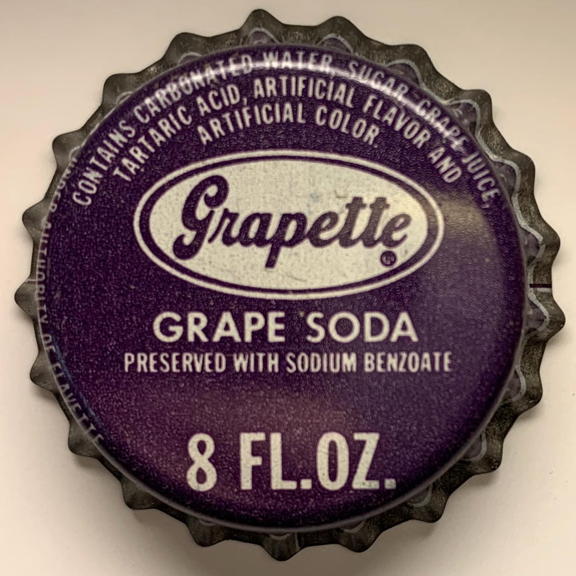 CONTAINS CARBONATED WATER, SUGAR, GRAPE JUICE,
TARTARIC ACID, ARTIFICIAL FLAVOR AND
ARTIFICIAL COLOR.
Grapette
GRAPE SODA
PRESERVED WITH SODIUM BENZOATE
8 FL.OZ.